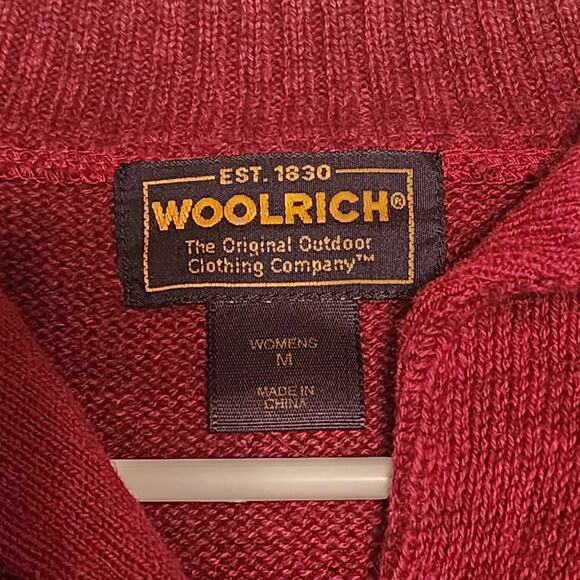 EST. 1830
WOOLRICH®
The Original Outdoor
Clothing Company™
WOMENS
M
MADE IN
CHINA